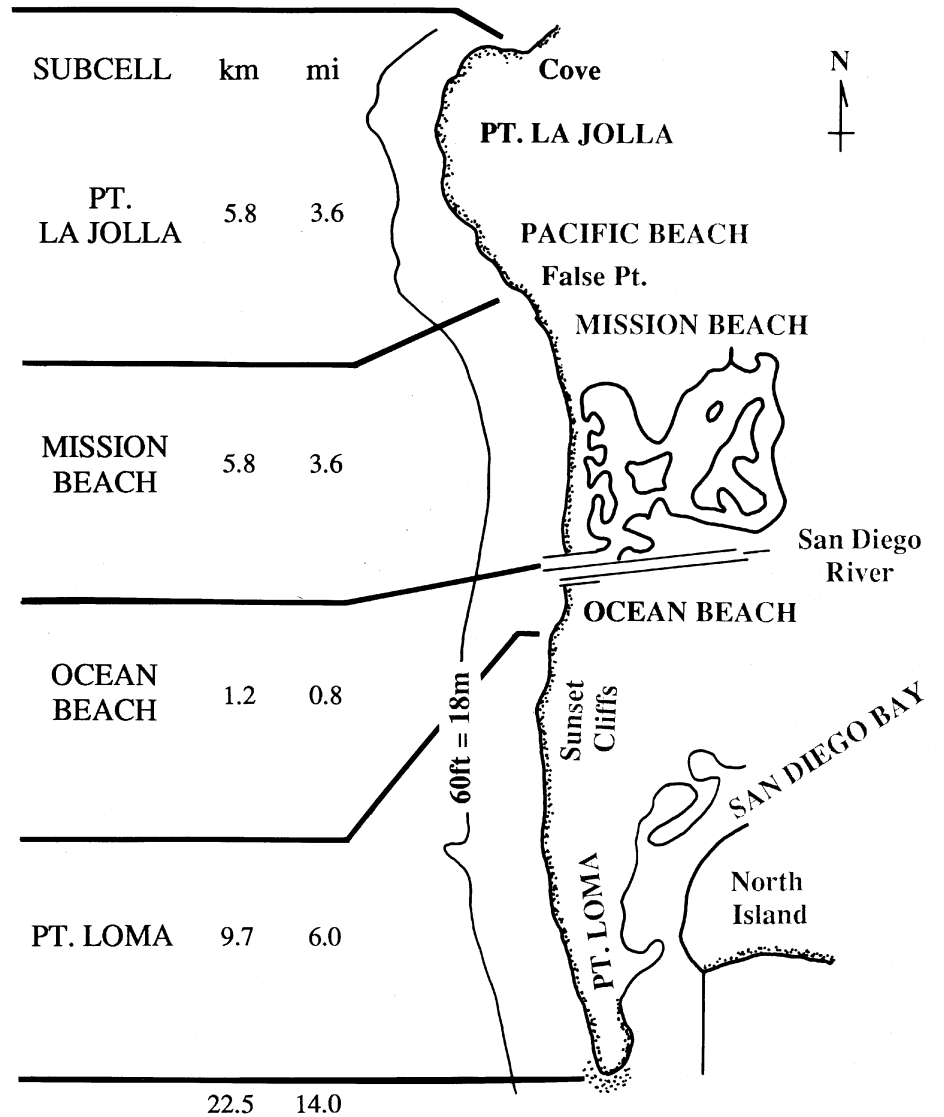 SUBCELL km mi
PT.
LA JOLLA 5.8 3.6
MISSION
BEACH 5.8 3.6
OCEAN
BEACH 1.2 0.8
PT. LOMA 9.7 6.0
22.5 14.0
60ft = 18m
Cove
N
PT. LA JOLLA
PACIFIC BEACH
False Pt.
MISSION BEACH
San Diego
River
OCEAN BEACH
Sunset
Cliffs
SAN DIEGO BAY
PT. LOMA
North
Island